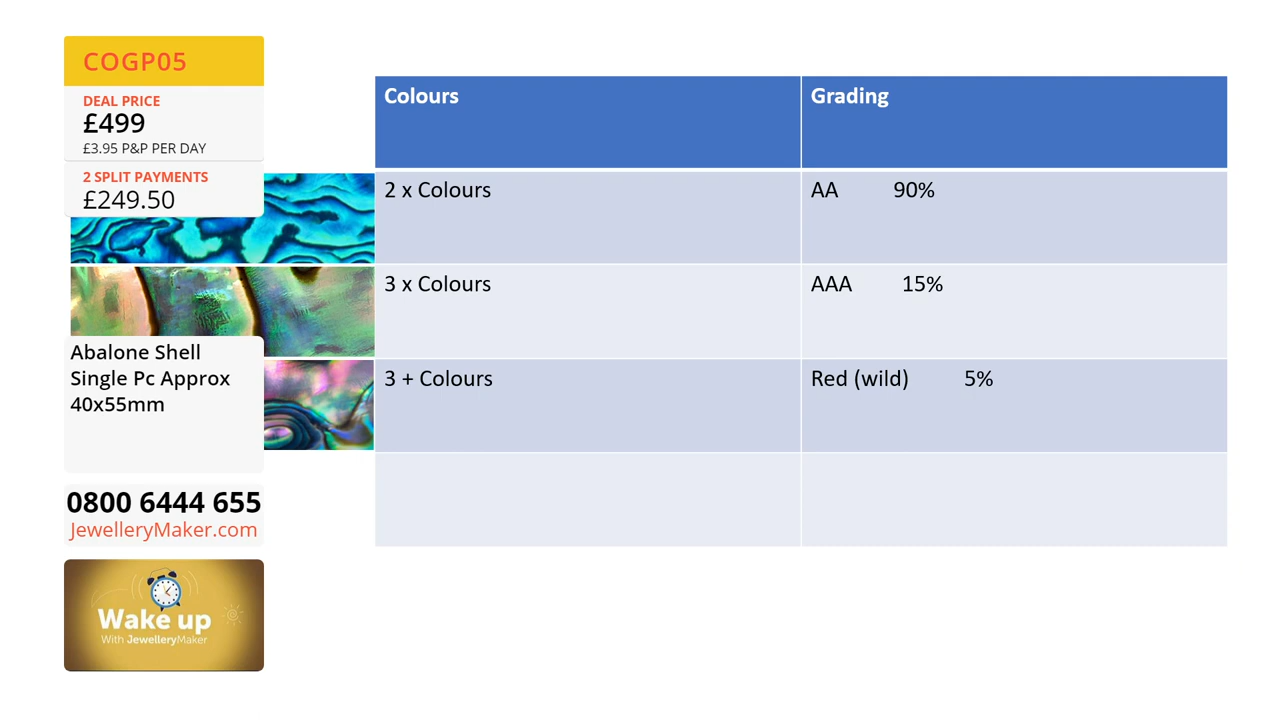 COGP05
DEAL PRICE
£499
£3.95 P&P PER DAY
2 SPLIT PAYMENTS
£249.50
Abalone Shell
Single Pc Approx
40x55mm
0800 6444 655
JewelleryMaker.com
Wake up
With JewelleryMaker
Colours Grading
2 x Colours AA 90%
3 x Colours AAA 15%
3 + Colours Red (wild) 5%